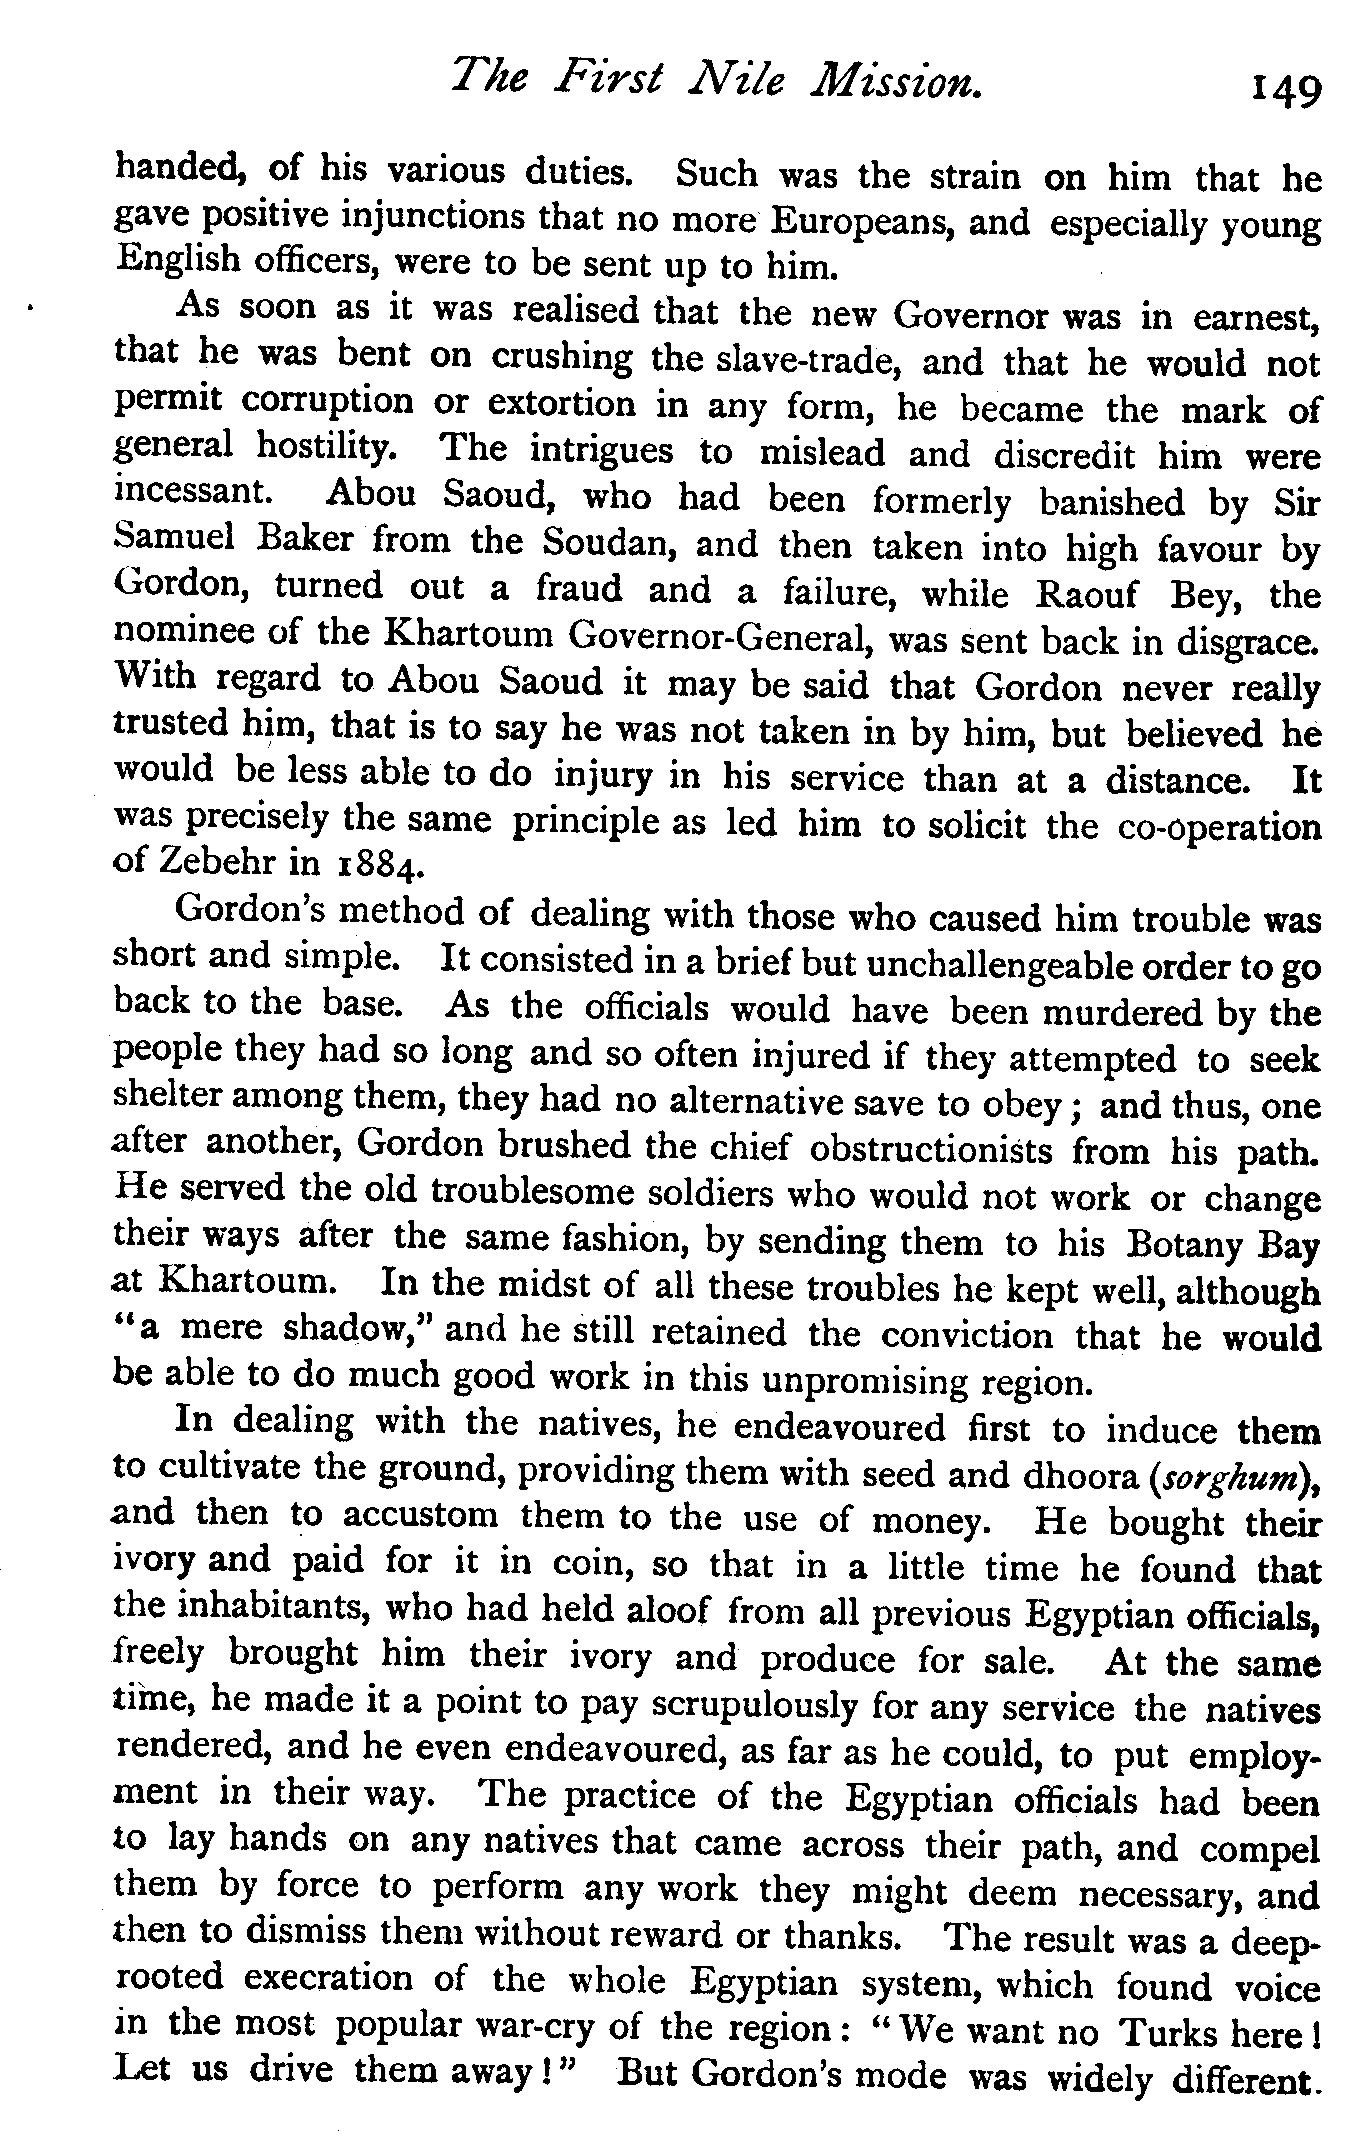 The First Nile Mission. 149
handed, of his various duties. Such was the strain on him that he
gave positive injunctions that no more Europeans, and especially young
English officers, were to be sent up to him.
As soon as it was realised that the new Governor was in earnest,
that he was bent on crushing the slave-trade, and that he would not
permit corruption or extortion in any form, he became the mark of
general hostility. The intrigues to mislead and discredit him were
incessant. Abou Saoud, who had been formerly banished by Sir
Samuel Baker from the Soudan, and then taken into high favour by
Gordon, turned out a fraud and a failure, while Raouf Bey, the
nominee of the Khartoum Governor-General, was sent back in disgrace.
With regard to Abou Saoud it may be said that Gordon never really
trusted him, that is to say he was not taken in by him, but believed he
would be less able to do injury in his service than at a distance. It
was precisely the same principle as led him to solicit the co-operation
of Zebehr in 1884.
Gordon's method of dealing with those who caused him trouble was
short and simple. It consisted in a brief but unchallengeable order to go
back to the base. As the officials would have been murdered by the
people they had so long and so often injured if they attempted to seek
shelter among them, they had no alternative save to obey; and thus, one
after another, Gordon brushed the chief obstructionists from his path.
He served the old troublesome soldiers who would not work or change
their ways after the same fashion, by sending them to his Botany Bay
at Khartoum. In the midst of all these troubles he kept well, although
"a mere shadow," and he still retained the conviction that he would
be able to do much good work in this unpromising region.
In dealing with the natives, he endeavoured first to induce them
to cultivate the ground, providing them with seed and dhoora (sorghum),
and then to accustom them to the use of money. He bought their
ivory and paid for it in coin, so that in a little time he found that
the inhabitants, who had held aloof from all previous Egyptian officials,
freely brought him their ivory and produce for sale. At the same
time, he made it a point to pay scrupulously for any service the natives
rendered, and he even endeavoured, as far as he could, to put employ-
ment in their way. The practice of the Egyptian officials had been
to lay hands on any natives that came across their path, and compel
them by force to perform any work they might deem necessary, and
then to dismiss them without reward or thanks. The result was a deep-
rooted execration of the whole Egyptian system, which found voice
in the most popular war-cry of the region: "We want no Turks here!
Let us drive them away!" But Gordon's mode was widely different.